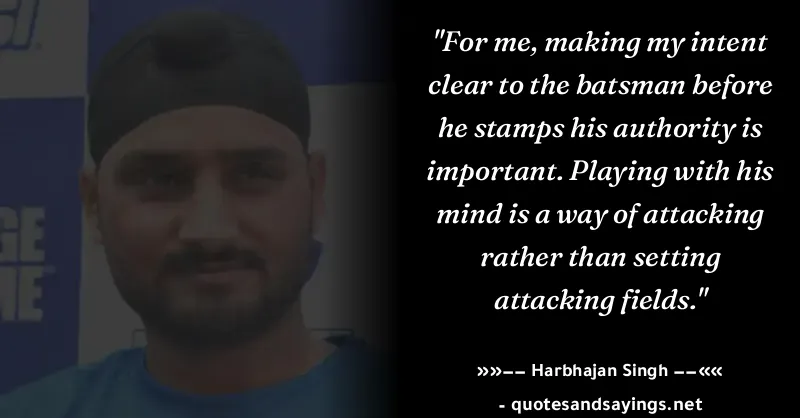 "For me, making my intent
clear to the batsman before
he stamps his authority is
important. Playing with his
mind is a way of attacking
rather than setting
attacking fields."
»»−− Harbhajan Singh −−««
- quotesandsayings.net